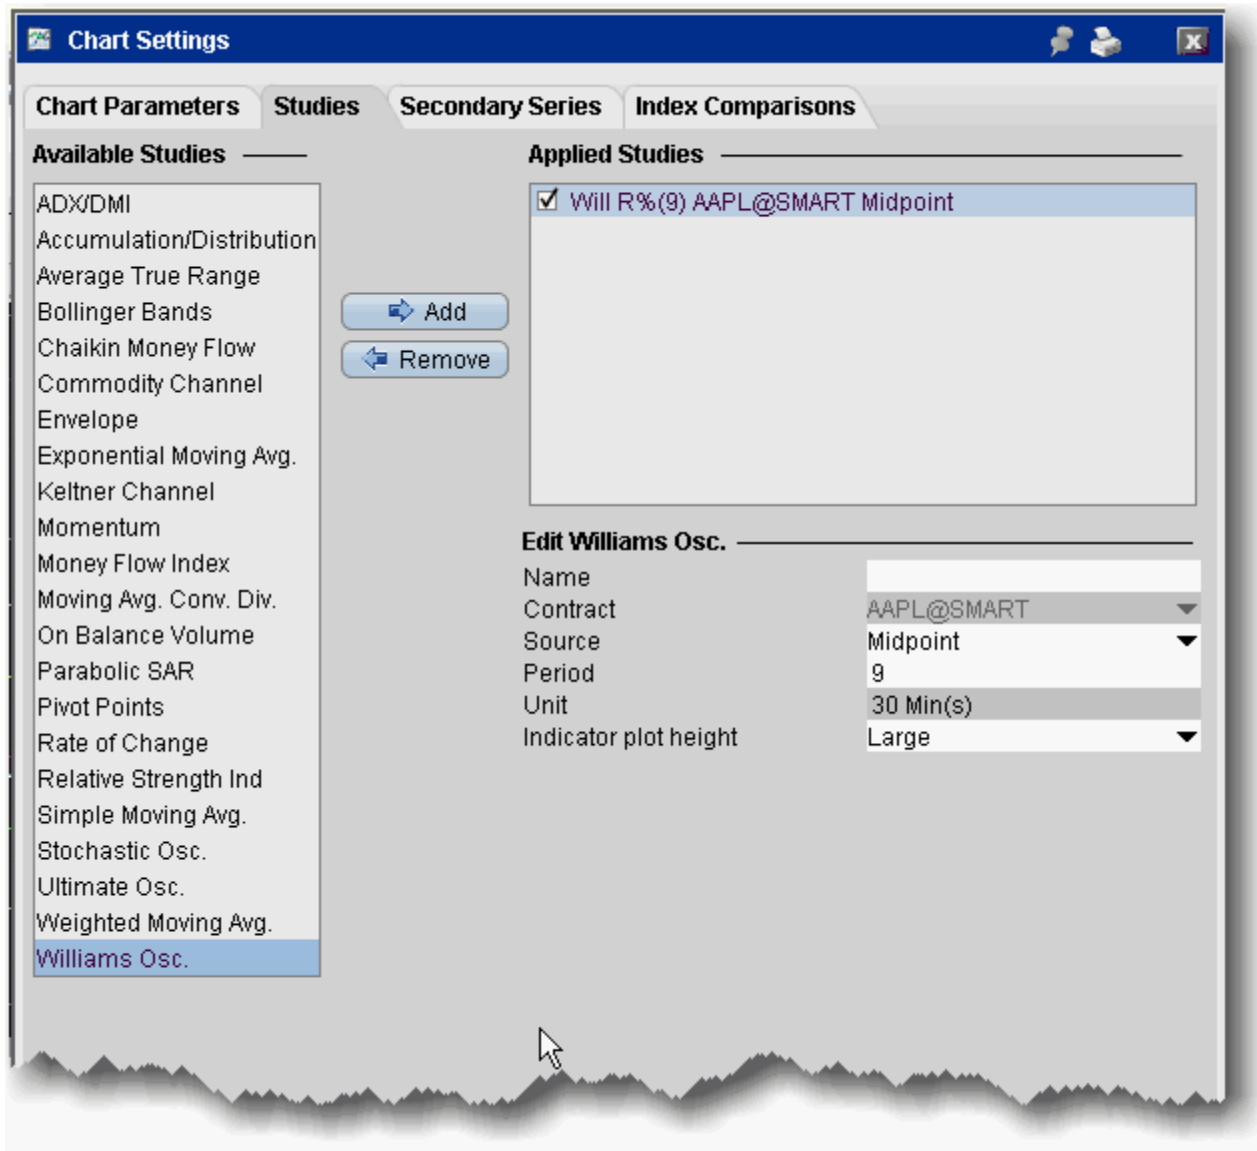 Chart Settings
Chart Parameters Studies Secondary Series Index Comparisons
Available Studies
ADX/DMI
Accumulation/Distribution
Average True Range
Bollinger Bands
Chaikin Money Flow
Commodity Channel
Envelope
Exponential Moving Avg.
Keltner Channel
Momentum
Money Flow Index
Moving Avg. Conv. Div.
On Balance Volume
Parabolic SAR
Pivot Points
Rate of Change
Relative Strength Ind
Simple Moving Avg.
Stochastic Osc.
Ultimate Osc.
Weighted Moving Avg.
Williams Osc.
Add
Remove
Applied Studies
Will R%(9) AAPL@SMART Midpoint
Edit Williams Osc.
Name
Contract AAPL@SMART
Source Midpoint
Period 9
Unit 30 Min(s)
Indicator plot height Large